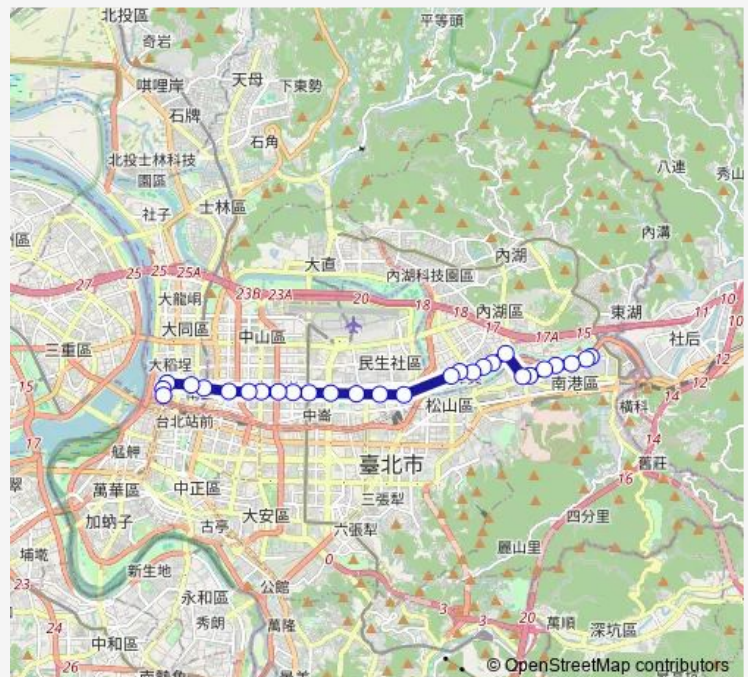 北投區
平等頭
奇岩
天母
下東勢
唭哩岸
石牌
石角
北投士林科技
園區
八連
秀山
社子
士林區
內溝
大直
內湖
內湖科技園區
27
25
25
25A
大龍峒
23B
23A
20
18
18
內湖區
17
東湖
10
11
社后
大同區
中山區
17A
15
三重區
民生社區
大稻埕
12
14
12
南港區
17
中崙
松山區
橫科
台北站前
14
艋舺
臺北市
16
舊莊
萬華區
中正區
三張犁
加蚋子
大安區
四分里
古亭
六張犁
麗山里
埔墘
新生地
0
23
公館
永和區
秀朗
萬隆
3
3
20
萬順
深坑區
24
中和區
26
© OpenStreetMap contributors